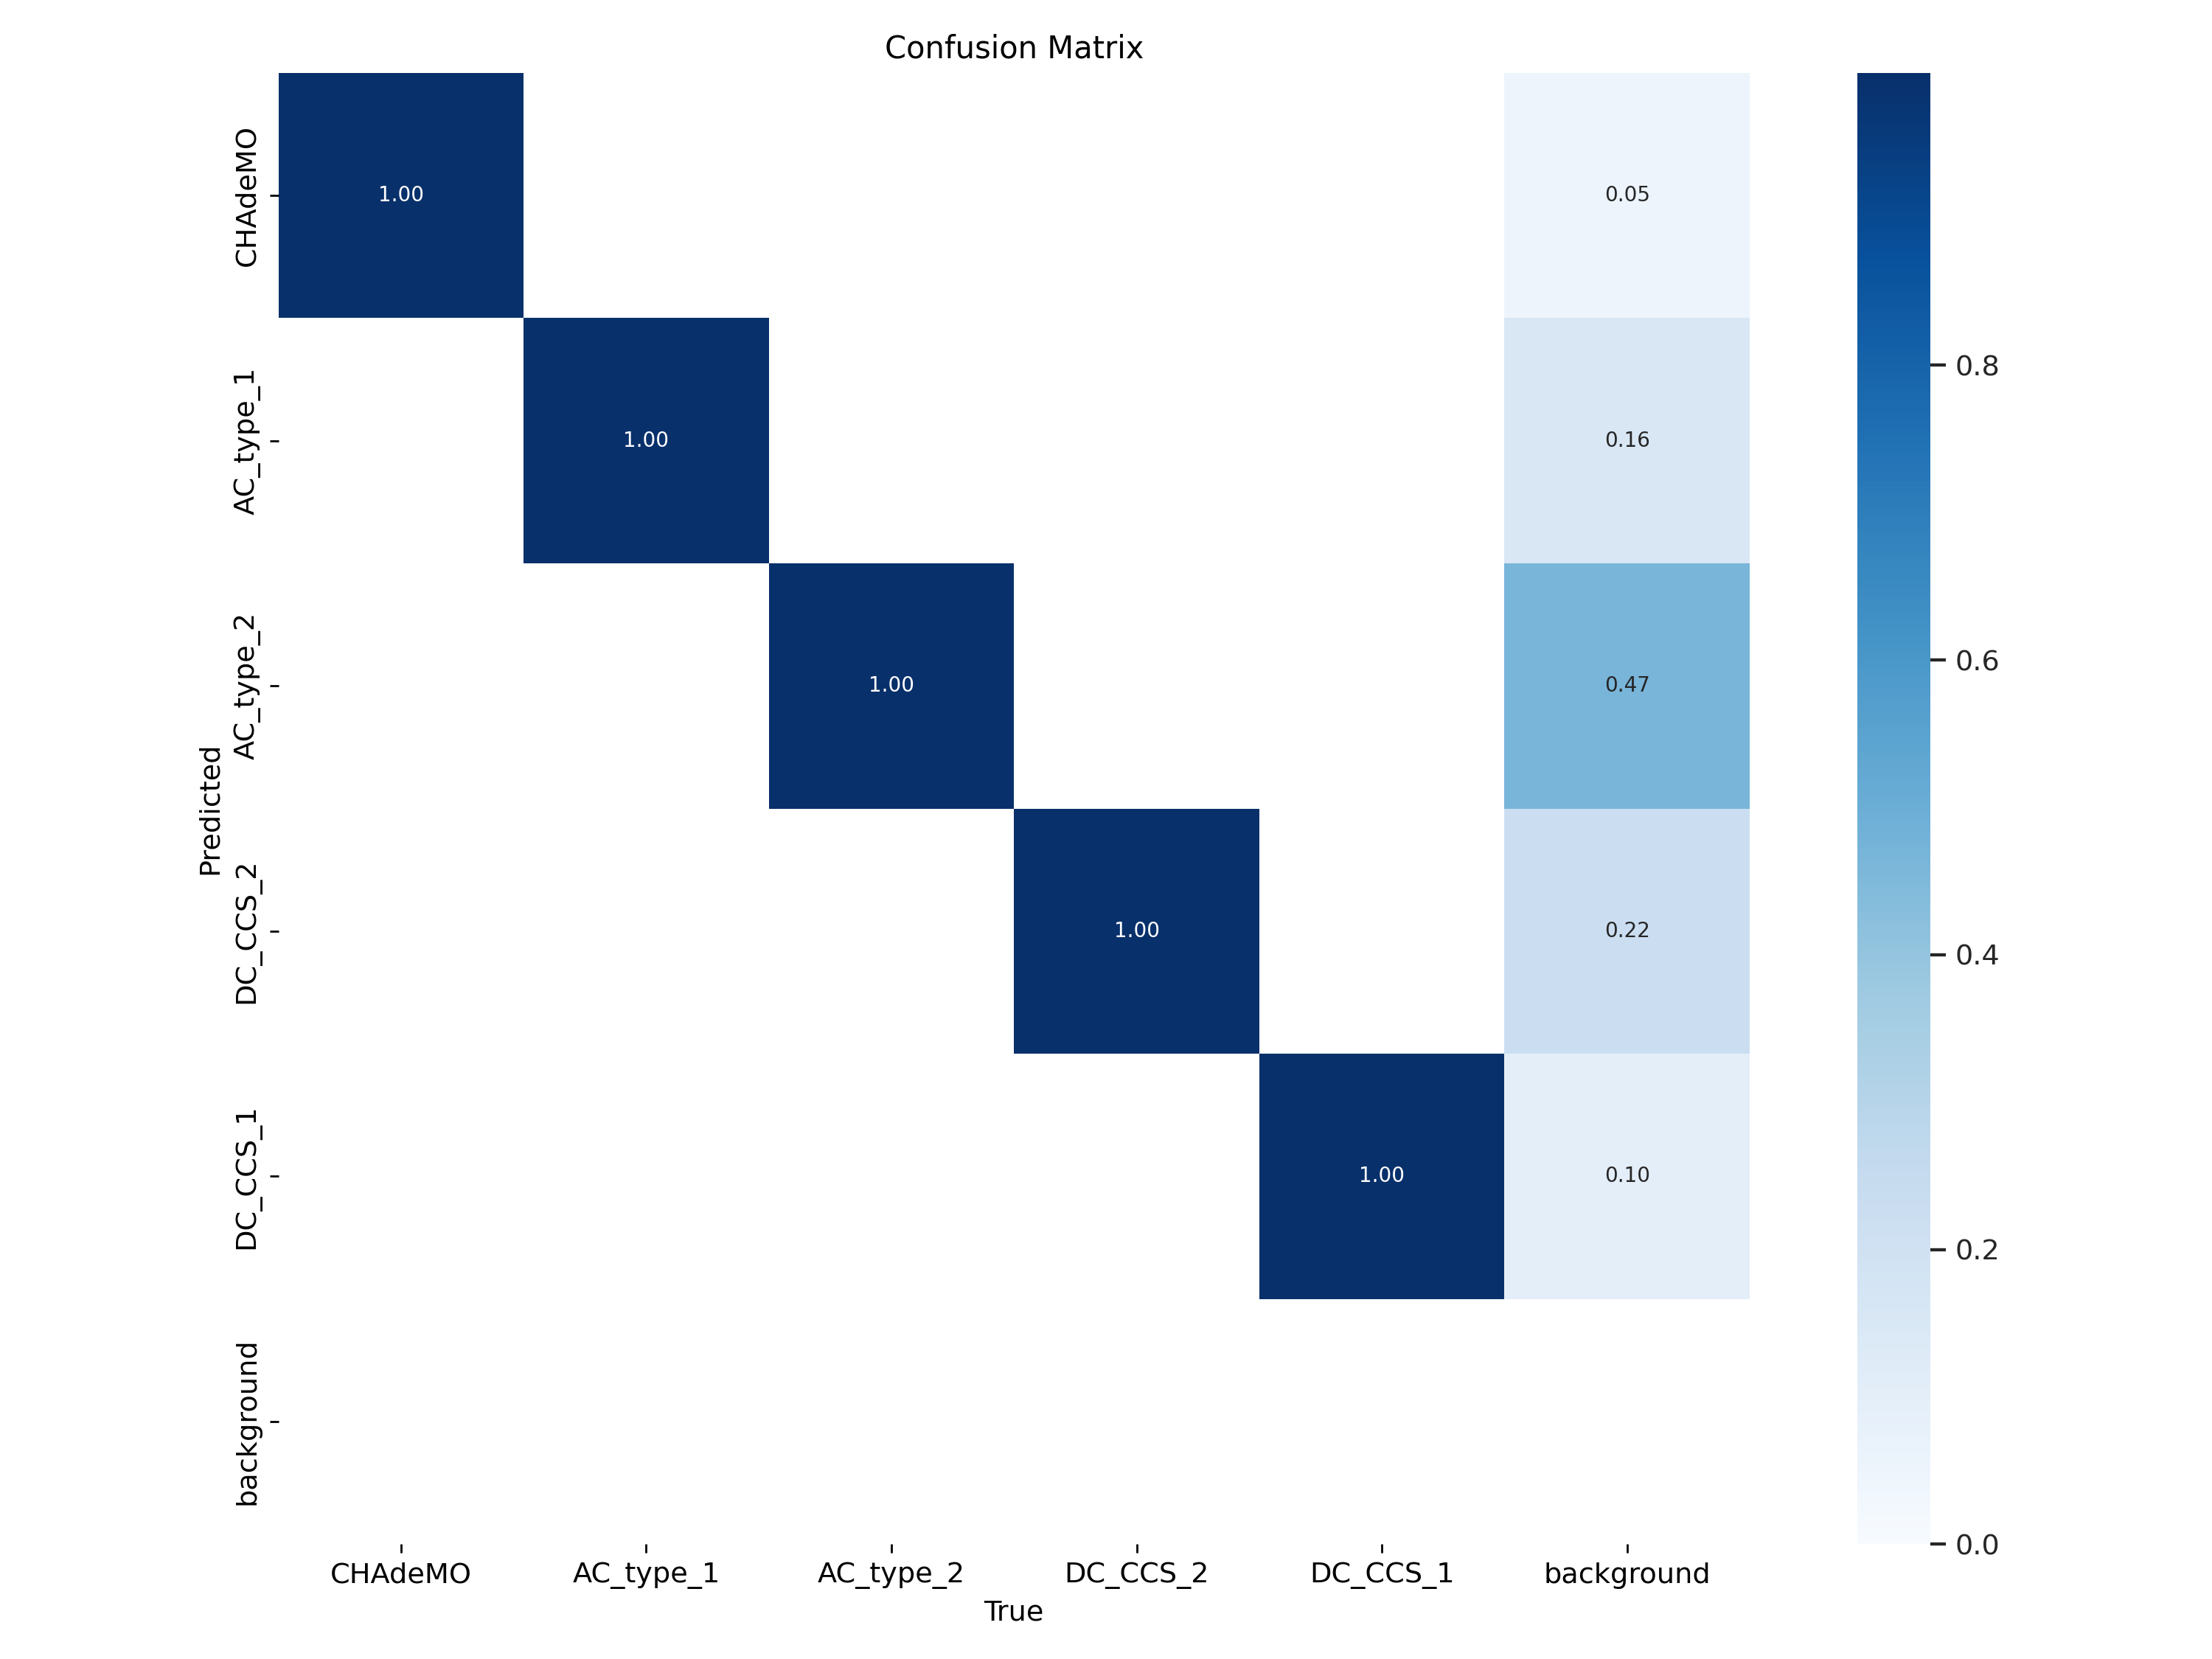 Confusion Matrix
CHAdeMO
1.00
0.05
AC_type_1
1.00
0.16
AC_type_2
1.00
0.47
DC_CCS_2
1.00
0.22
DC_CCS_1
1.00
0.10
background
Predicted
CHAdeMO
AC_type_1
AC_type_2
DC_CCS_2
DC_CCS_1
background
True
0.8
0.6
0.4
0.2
0.0